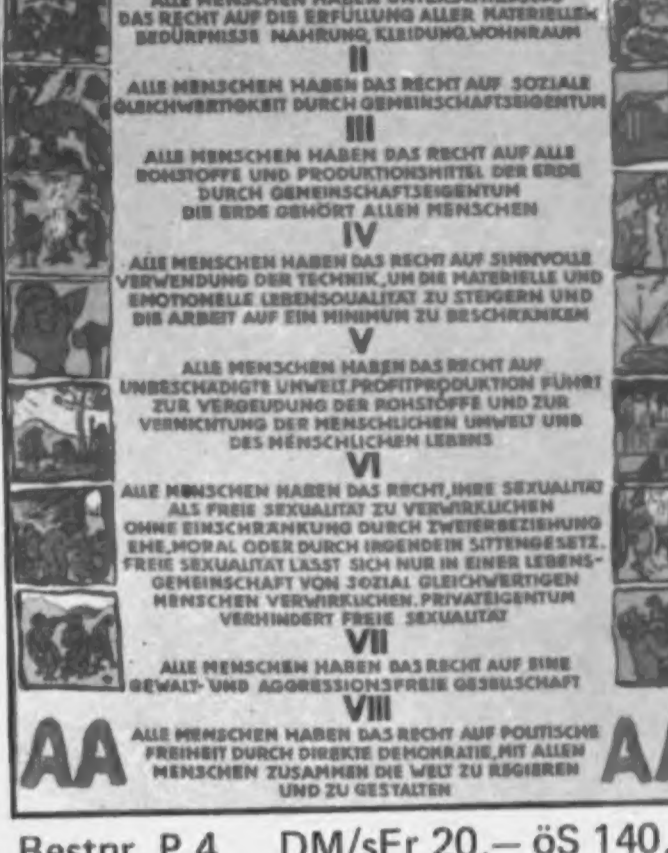 ALLE MENSCHEN HABEN
DAS RECHT AUF DIE ERFÜLLUNG ALLER MATERIELLEN
BEDÜRFNISSE NAHRUNG, KLEIDUNG, WOHNRAUM
II
ALLE MENSCHEN HABEN DAS RECHT AUF SOZIALE
GLEICHWERTIGKEIT DURCH GEMEINSCHAFTSEIGENTUM
III
ALLE MENSCHEN HABEN DAS RECHT AUF ALLE
ROHSTOFFE UND PRODUKTIONSMITTEL DER ERDE
DURCH GEMEINSCHAFTSEIGENTUM
DIE ERDE GEHÖRT ALLEN MENSCHEN
IV
ALLE MENSCHEN HABEN DAS RECHT AUF SINNVOLLE
VERWENDUNG DER TECHNIK, UM DIE MATERIELLE UND
EMOTIONELLE LEBENSQUALITÄT ZU STEIGERN UND
DIE ARBEIT AUF EIN MINIMUM ZU BESCHRÄNKEN
V
ALLE MENSCHEN HABEN DAS RECHT AUF
UNBESCHÄDIGTE UMWELT. PROFITPRODUKTION FÜHRT
ZUR VERGEUDUNG DER ROHSTOFFE UND ZUR
VERNICHTUNG DER MENSCHLICHEN UMWELT UND
DES MENSCHLICHEN LEBENS
VI
ALLE MENSCHEN HABEN DAS RECHT, IHRE SEXUALITÄT
ALS FREIE SEXUALITÄT ZU VERWIRKLICHEN
OHNE EINSCHRÄNKUNG DURCH ZWEIERBEZIEHUNG
EHE, MORAL ODER DURCH IRGENDEIN SITTENGESETZ.
FREIE SEXUALITÄT LÄSST SICH NUR IN EINER LEBENS-
GEMEINSCHAFT VON SOZIAL GLEICHWERTIGEN
MENSCHEN VERWIRKLICHEN. PRIVATEIGENTUM
VERHINDERT FREIE SEXUALITÄT
VII
ALLE MENSCHEN HABEN DAS RECHT AUF EINE
GEWALT- UND AGGRESSIONSFREIE GESELLSCHAFT
VIII
AA ALLE MENSCHEN HABEN DAS RECHT AUF POLITISCHE
FREIHEIT DURCH DIREKTE DEMOKRATIE, MIT ALLEN
MENSCHEN ZUSAMMEN DIE WELT ZU REGIEREN
UND ZU GESTALTEN
Bestnr. P 4 DM/sFr 20,— öS 140,